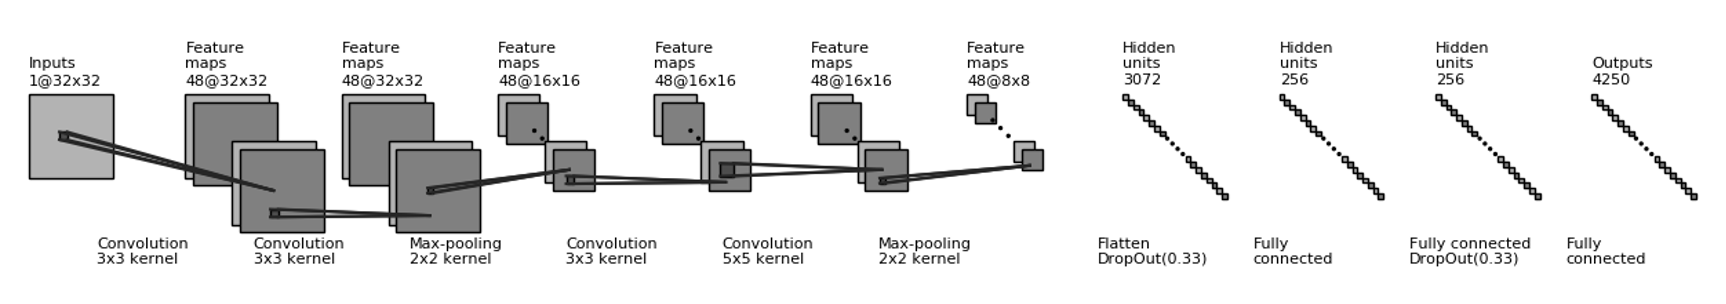 Inputs
1@32x32
Feature
maps
48@32x32
Feature
maps
48@32x32
Feature
maps
48@16x16
Feature
maps
48@16x16
Feature
maps
48@16x16
Feature
maps
48@8x8
Hidden
units
3072
Hidden
units
256
Hidden
units
256
Outputs
4250
Convolution
3x3 kernel
Convolution
3x3 kernel
Max-pooling
2x2 kernel
Convolution
3x3 kernel
Convolution
5x5 kernel
Max-pooling
2x2 kernel
Flatten
DropOut(0.33)
Fully
connected
Fully connected
DropOut(0.33)
Fully
connected